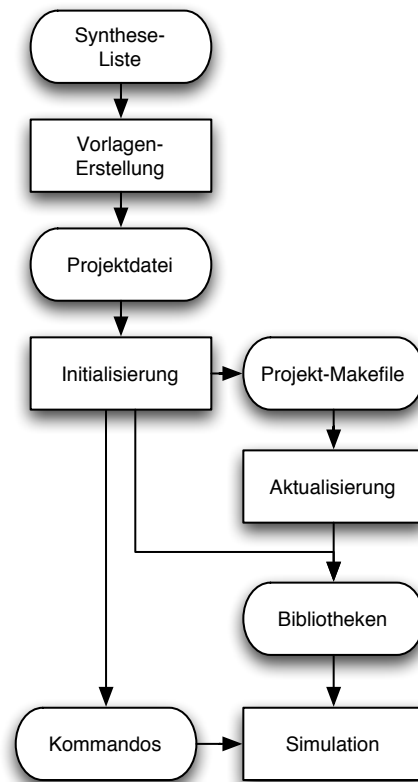 Synthese-
Liste
Vorlagen-
Erstellung
Projektdatei
Initialisierung
Projekt-Makefile
Aktualisierung
Bibliotheken
Kommandos
Simulation